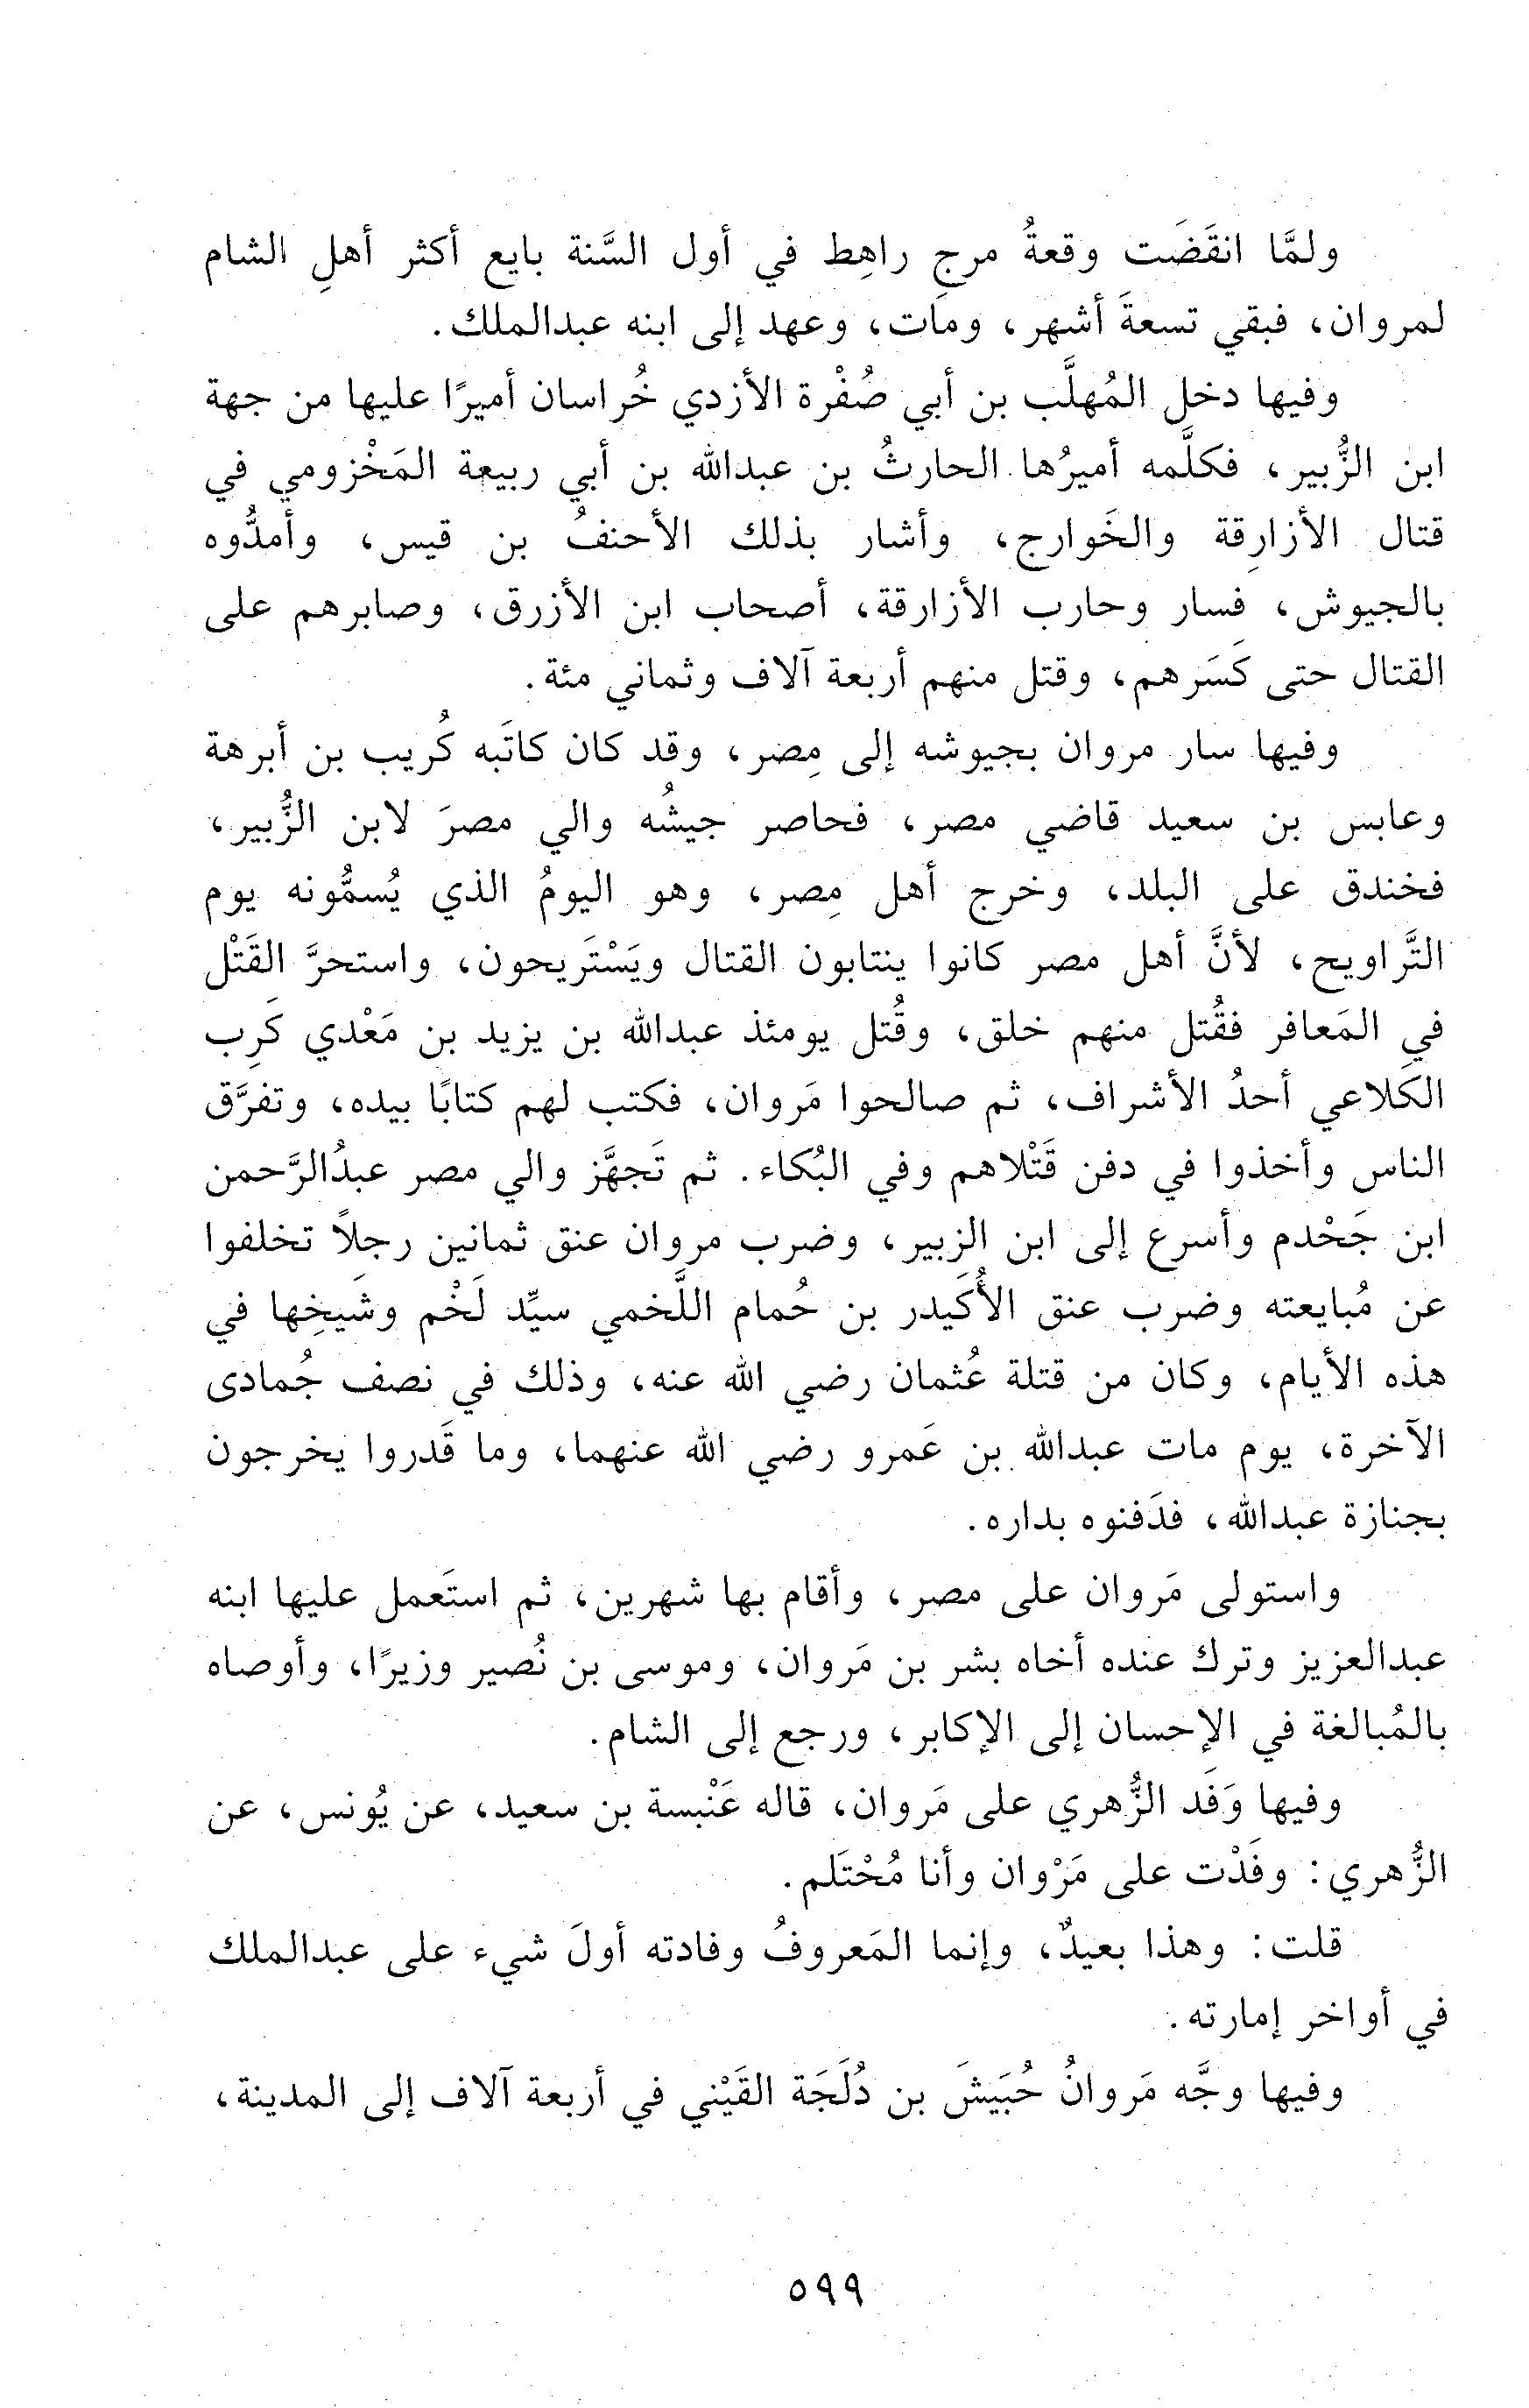 ولمَّا انقَضَت وقعةُ مرجِ راهِط في أول السَّنة بايع أكثر أهلِ الشام
لمروان، فبقي تسعةَ أشهر، ومات، وعهد إلى ابنه عبدالملك.
وفيها دخل المُهلَّب بن أبي صُفْرة الأزدي خُراسان أميرًا عليها من جهة
ابن الزُّبير، فكلَّمه أميرُها الحارثُ بن عبدالله بن أبي ربيعة المَخْزومي في
قتال الأزارِقة والخَوارج، وأشار بذلك الأحنفُ بن قيس، وأمدُّوه
بالجيوش، فسار وحارب الأزارقة، أصحاب ابن الأزرق، وصابرهم على
القتال حتى كَسَرهم، وقتل منهم أربعة آلاف وثماني مئة.
وفيها سار مروان بجيوشه إلى مِصر، وقد كان كاتَبه كُريب بن أبرهة
وعابس بن سعيد قاضي مصر، فحاصر جيشُه والي مصرَ لابن الزُّبير،
فخندق على البلد، وخرج أهل مِصر، وهو اليومُ الذي يُسمُّونه يوم
التَّراويح، لأنَّ أهل مصر كانوا ينتابون القتال ويَسْتَريحون، واستحرَّ القَتْل
في المَعافر فقُتل منهم خلق، وقُتل يومئذ عبدالله بن يزيد بن مَعْدي كَرِب
الكَلاعي أحدُ الأشراف، ثم صالحوا مَروان، فكتب لهم كتابًا بيده، وتفرَّق
الناس وأخذوا في دفن قَتْلاهم وفي البُكاء. ثم تَجهَّز والي مصر عبدُالرَّحمن
ابن جَحْدم وأسرع إلى ابن الزبير، وضرب مروان عنق ثمانين رجلاً تخلفوا
عن مُبايعته وضرب عنق الأُكَيدر بن حُمام اللَّخمي سيِّد لَخْم وشَيخِها في
هذه الأيام، وكان من قتلة عُثمان رضي الله عنه، وذلك في نصف جُمادى
الآخرة، يوم مات عبدالله بن عَمرو رضي الله عنهما، وما قَدروا يخرجون
بجنازة عبدالله، فدَفنوه بداره.
واستولى مَروان على مصر، وأقام بها شهرين، ثم استَعمل عليها ابنه
عبدالعزيز وترك عنده أخاه بشر بن مَروان، وموسى بن نُصير وزيرًا، وأوصاه
بالمُبالغة في الإحسان إلى الإكابر، ورجع إلى الشام.
وفيها وَفَد الزُّهري على مَروان، قاله عَنْبسة بن سعيد، عن يُونس، عن
الزُّهري: وفَدْت على مَرْوان وأنا مُحْتَلم.
قلت: وهذا بعيدٌ، وإنما المَعروفُ وفادته أولَ شيء على عبدالملك
في أواخر إمارته.
وفيها وجَّه مَروانُ حُبَيشَ بن دُلَجَة القَيْني في أربعة آلاف إلى المدينة،
٥٩٩